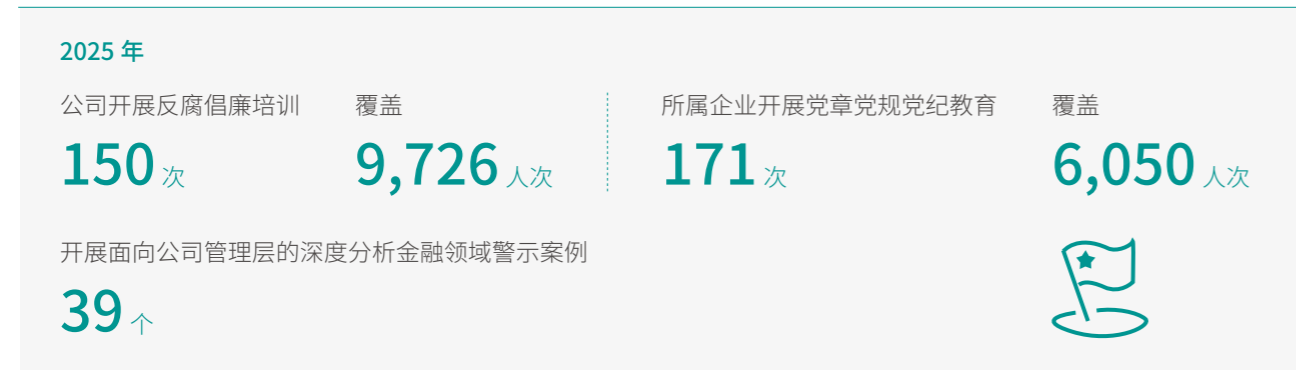 2025 年
公司开展反腐倡廉培训
150 次
覆盖
9,726 人次
所属企业开展党章党规党纪教育
171 次
覆盖
6,050 人次
开展面向公司管理层的深度分析金融领域警示案例
39 个